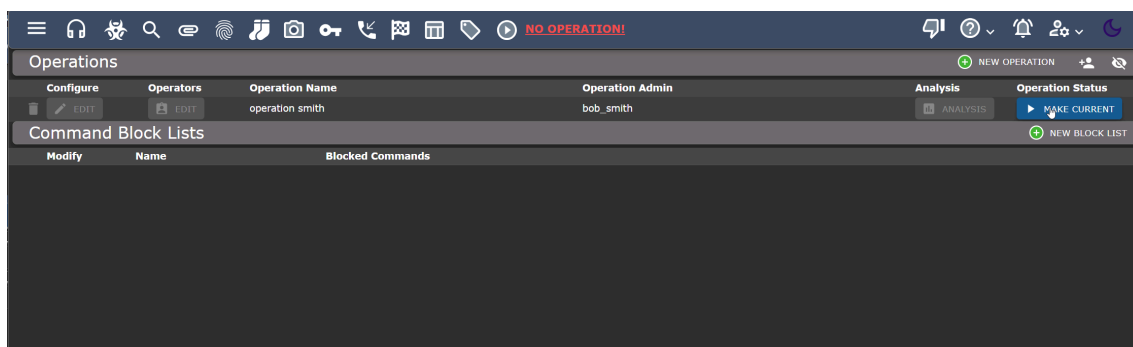 NO OPERATION!
Operations
NEW OPERATION
Configure Operators Operation Name Operation Admin Analysis Operation Status
EDIT EDIT operation smith bob_smith ANALYSIS MAKE CURRENT
Command Block Lists
NEW BLOCK LIST
Modify Name Blocked Commands